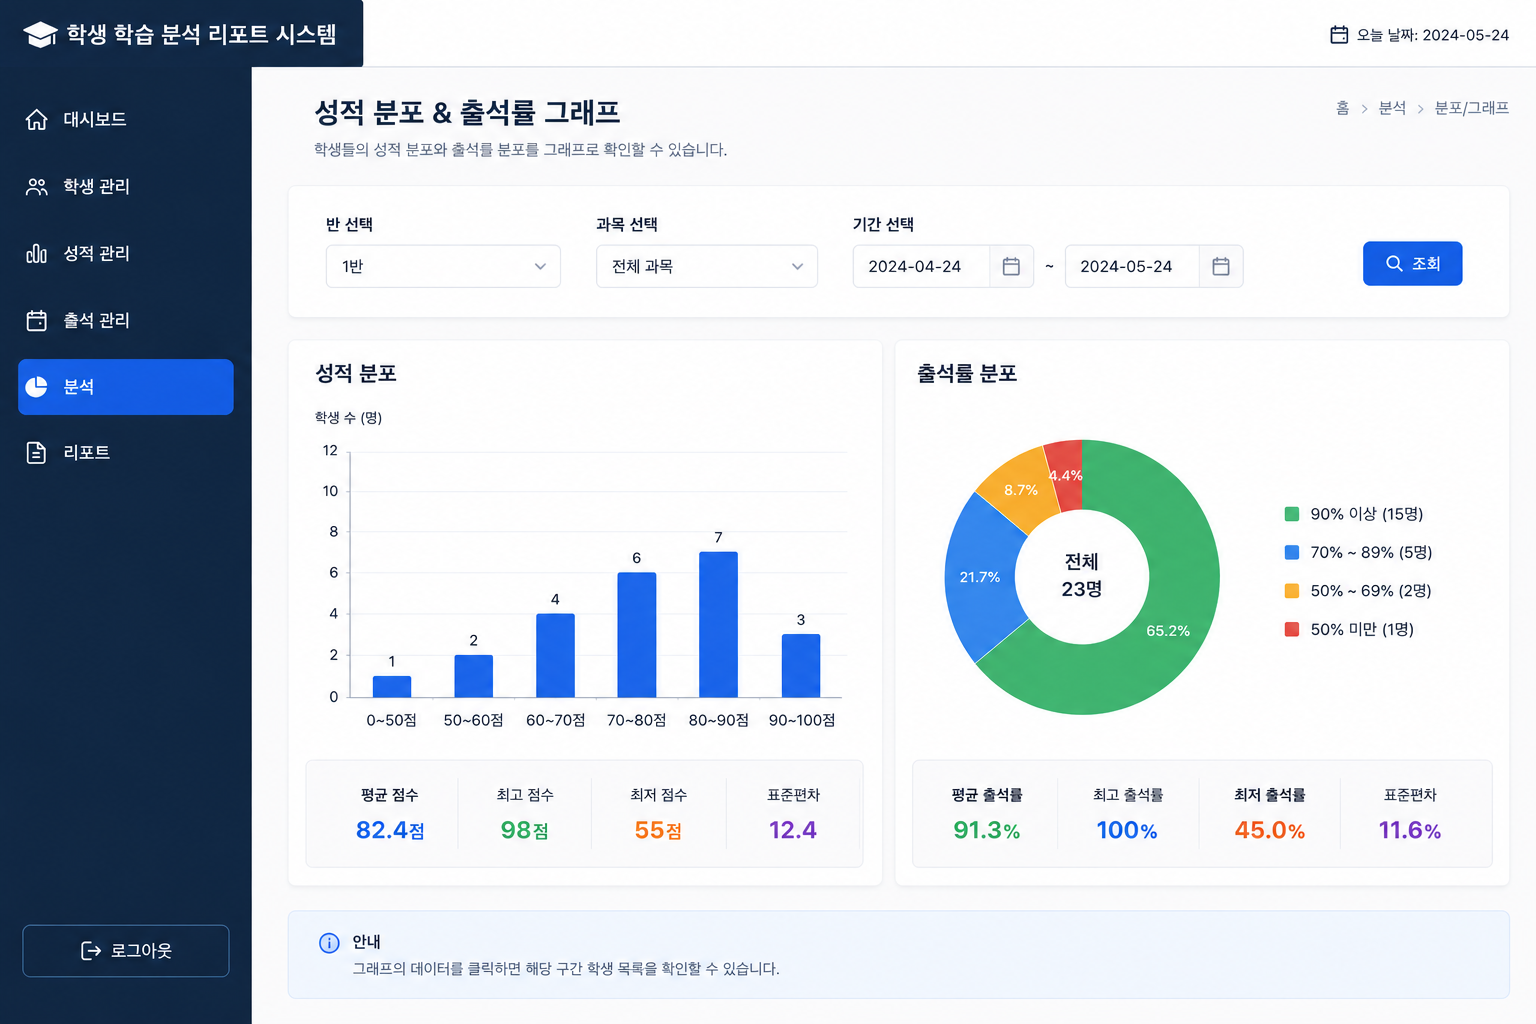 학생 학습 분석 리포트 시스템
오늘 날짜: 2024-05-24
대시보드
학생 관리
성적 관리
출석 관리
분석
리포트
로그아웃
성적 분포 & 출석률 그래프
홈 > 분석 > 분포/그래프
학생들의 성적 분포와 출석률 분포를 그래프로 확인할 수 있습니다.
반 선택
1반
과목 선택
전체 과목
기간 선택
2024-04-24 ~ 2024-05-24
조회
성적 분포
학생 수 (명)
12
10
8
6
4
2
0
1
2
4
6
7
3
0~50점 50~60점 60~70점 70~80점 80~90점 90~100점
평균 점수 최고 점수 최저 점수 표준편차
82.4점 98점 55점 12.4
출석률 분포
4.4%
8.7%
21.7%
65.2%
전체
23명
90% 이상 (15명)
70% ~ 89% (5명)
50% ~ 69% (2명)
50% 미만 (1명)
평균 출석률 최고 출석률 최저 출석률 표준편차
91.3% 100% 45.0% 11.6%
안내
그래프의 데이터를 클릭하면 해당 구간 학생 목록을 확인할 수 있습니다.